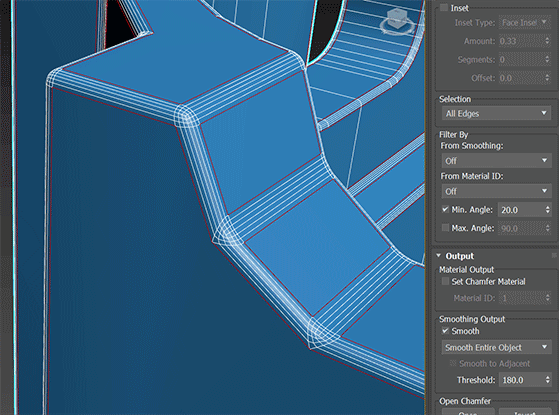 Inset
Inset Type: Face Inset
Amount: 0.33
Segments: 0
Offset: 0.0
Selection
All Edges
Filter By
From Smoothing:
Off
From Material ID:
Off
Min. Angle: 20.0
Max. Angle: 90.0
Output
Material Output
Set Chamfer Material
Material ID: 1
Smoothing Output
Smooth
Smooth Entire Object
Smooth to Adjacent
Threshold: 180.0
Open Chamfer
Open Invert